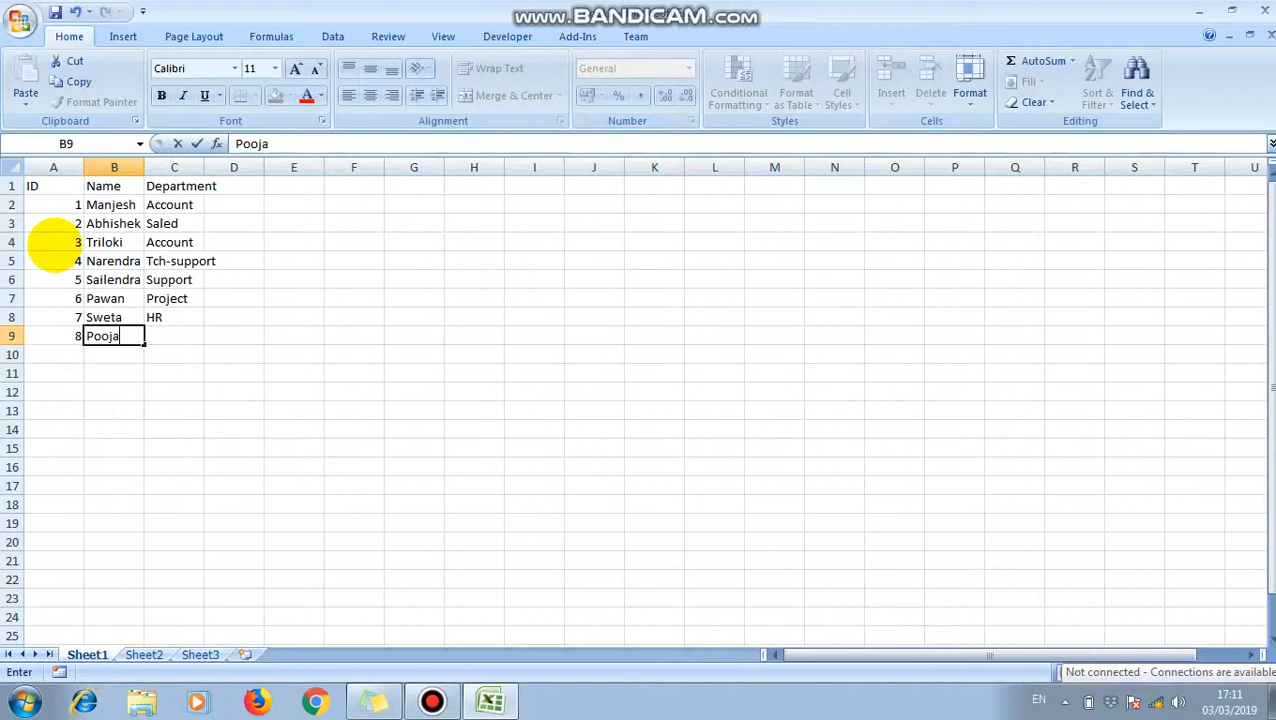 www.BANDICAM.com
Home Insert Page Layout Formulas Data Review View Developer Add-Ins Team
Paste Cut Copy Format Painter
Calibri 11
B I U
Wrap Text
Merge & Center
General
Conditional Formatting Format as Table Cell Styles
Insert Delete Format
Σ AutoSum Fill Clear
Sort & Filter Find & Select
Clipboard Font Alignment Number Styles Cells Editing
B9 fx Pooja
A B C D E F G H I J K L M N O P Q R S T U
1 ID Name Department
2 1 Manjesh Account
3 2 Abhishek Saled
4 3 Triloki Account
5 4 Narendra Tch-support
6 5 Sailendra Support
7 6 Pawan Project
8 7 Sweta HR
9 8 Pooja
10
11
12
13
14
15
16
17
18
19
20
21
22
23
24
25
Sheet1 Sheet2 Sheet3
Enter
Not connected - Connections are available
EN 17:11
03/03/2019